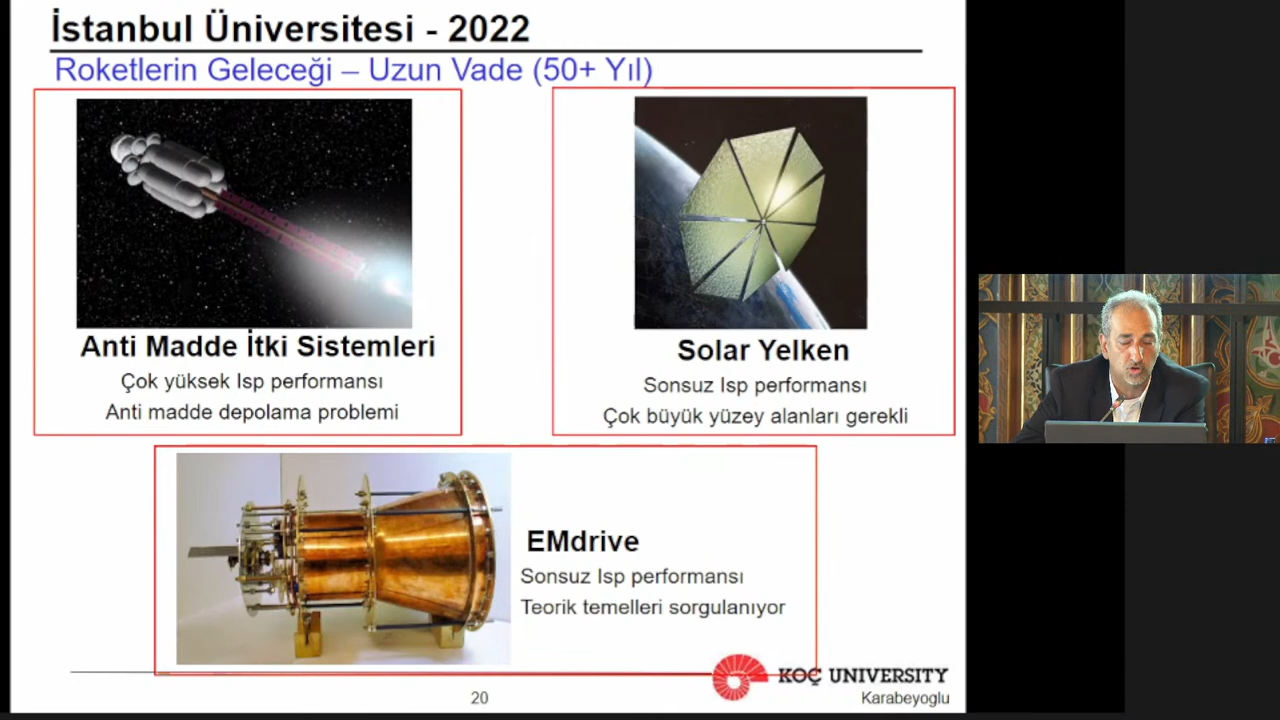 İstanbul Üniversitesi - 2022
Roketlerin Geleceği – Uzun Vade (50+ Yıl)
Anti Madde İtki Sistemleri
Çok yüksek Isp performansı
Anti madde depolama problemi
Solar Yelken
Sonsuz Isp performansı
Çok büyük yüzey alanları gerekli
EMdrive
Sonsuz Isp performansı
Teorik temelleri sorgulanıyor
KOÇ UNIVERSITY
20
Karabeyoglu